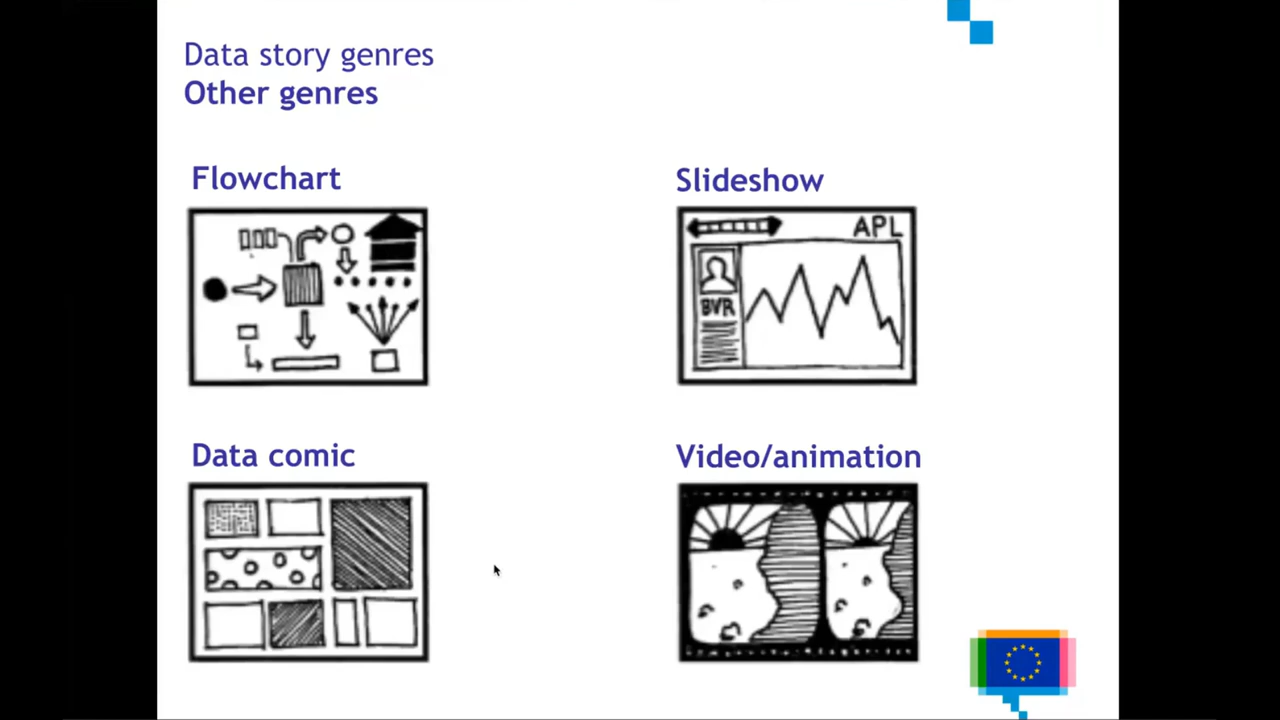 Data story genres
Other genres
Flowchart
Slideshow
APL
BVR
Data comic
Video/animation